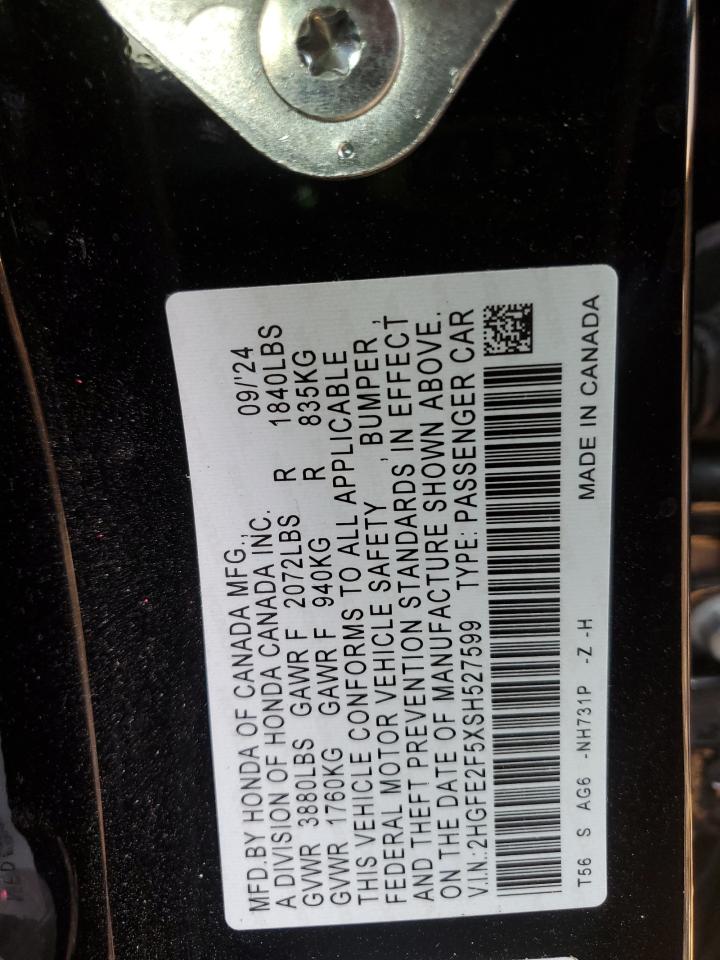 MFD.BY HONDA OF CANADA MFG., 09/'24
A DIVISION OF HONDA CANADA INC.
GVWR 3880LBS GAWR F 2072LBS R 1840LBS
GVWR 1760KG GAWR F 940KG R 835KG
THIS VEHICLE CONFORMS TO ALL APPLICABLE
FEDERAL MOTOR VEHICLE SAFETY , BUMPER ,
AND THEFT PREVENTION STANDARDS IN EFFECT
ON THE DATE OF MANUFACTURE SHOWN ABOVE.
V.I.N.:2HGFE2F5XSH527599 TYPE: PASSENGER CAR
T56 S AG6 -NH731P -Z -H MADE IN CANADA